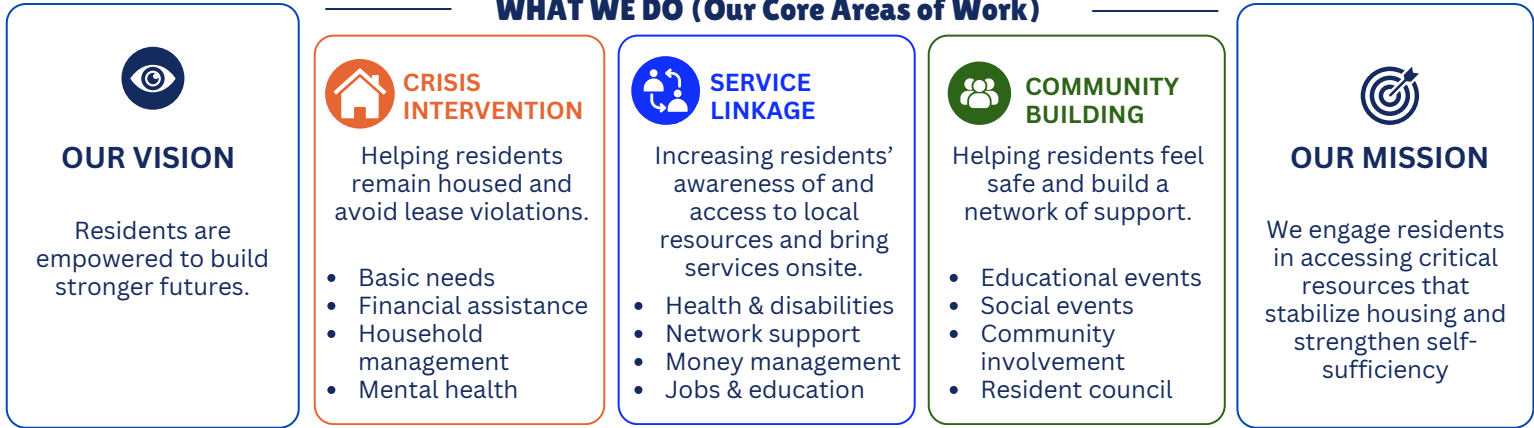 WHAT WE DO (Our Core Areas of Work)
OUR VISION
Residents are
empowered to build
stronger futures.
CRISIS
INTERVENTION
Helping residents
remain housed and
avoid lease violations.
• Basic needs
• Financial assistance
• Household
management
• Mental health
SERVICE
LINKAGE
Increasing residents’
awareness of and
access to local
resources and bring
services onsite.
• Health & disabilities
• Network support
• Money management
• Jobs & education
COMMUNITY
BUILDING
Helping residents feel
safe and build a
network of support.
• Educational events
• Social events
• Community
involvement
• Resident council
OUR MISSION
We engage residents
in accessing critical
resources that
stabilize housing and
strengthen self-
sufficiency